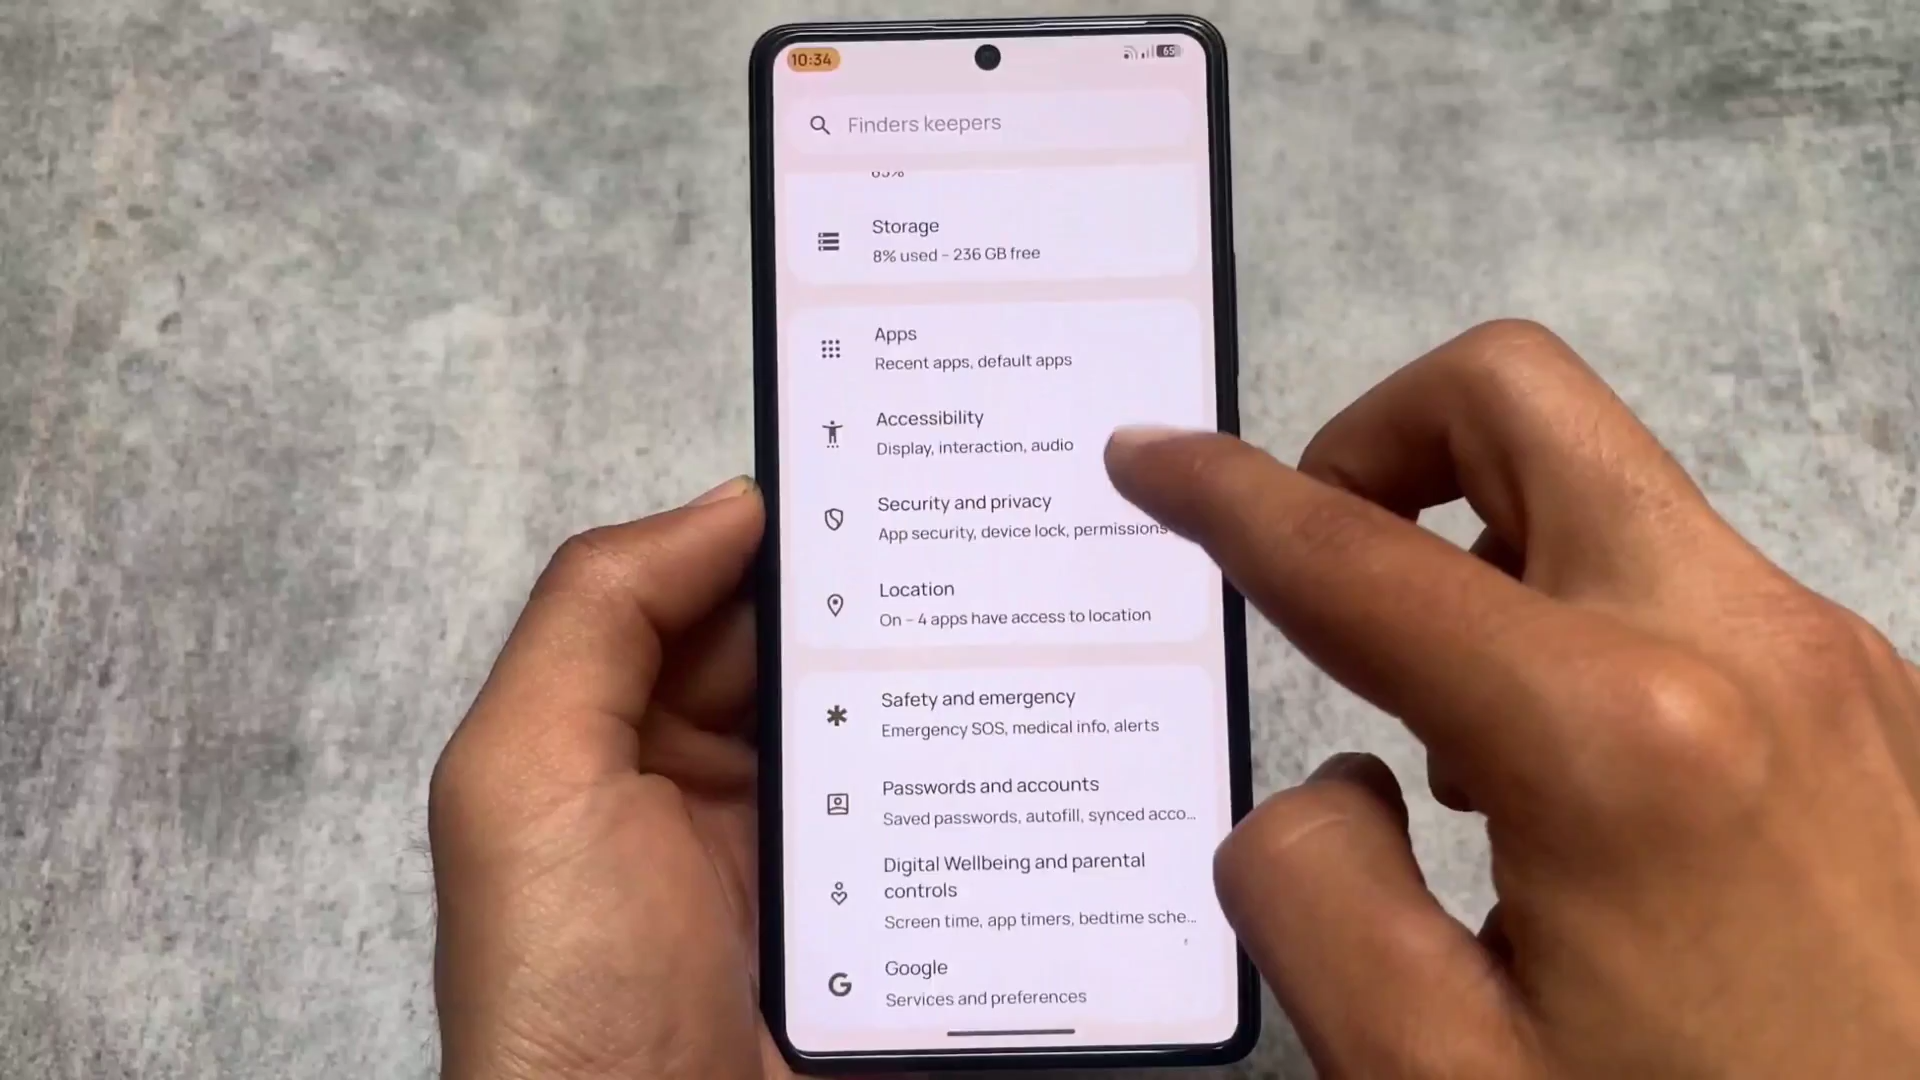 10:34
65
Finders keepers
65%
Storage
8% used – 236 GB free
Apps
Recent apps, default apps
Accessibility
Display, interaction, audio
Security and privacy
App security, device lock, permissions
Location
On – 4 apps have access to location
Safety and emergency
Emergency SOS, medical info, alerts
Passwords and accounts
Saved passwords, autofill, synced acco...
Digital Wellbeing and parental
controls
Screen time, app timers, bedtime sche...
Google
Services and preferences